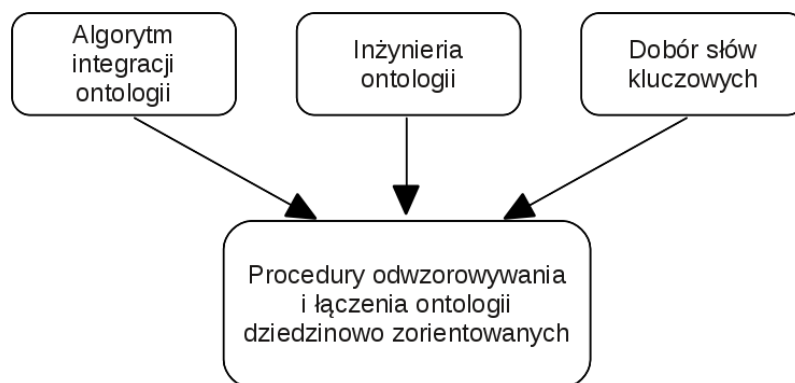 Algorytm
integracji
ontologii
Inżynieria
ontologii
Dobór słów
kluczowych
Procedury odwzorowywania
i łączenia ontologii
dziedzinowo zorientowanych